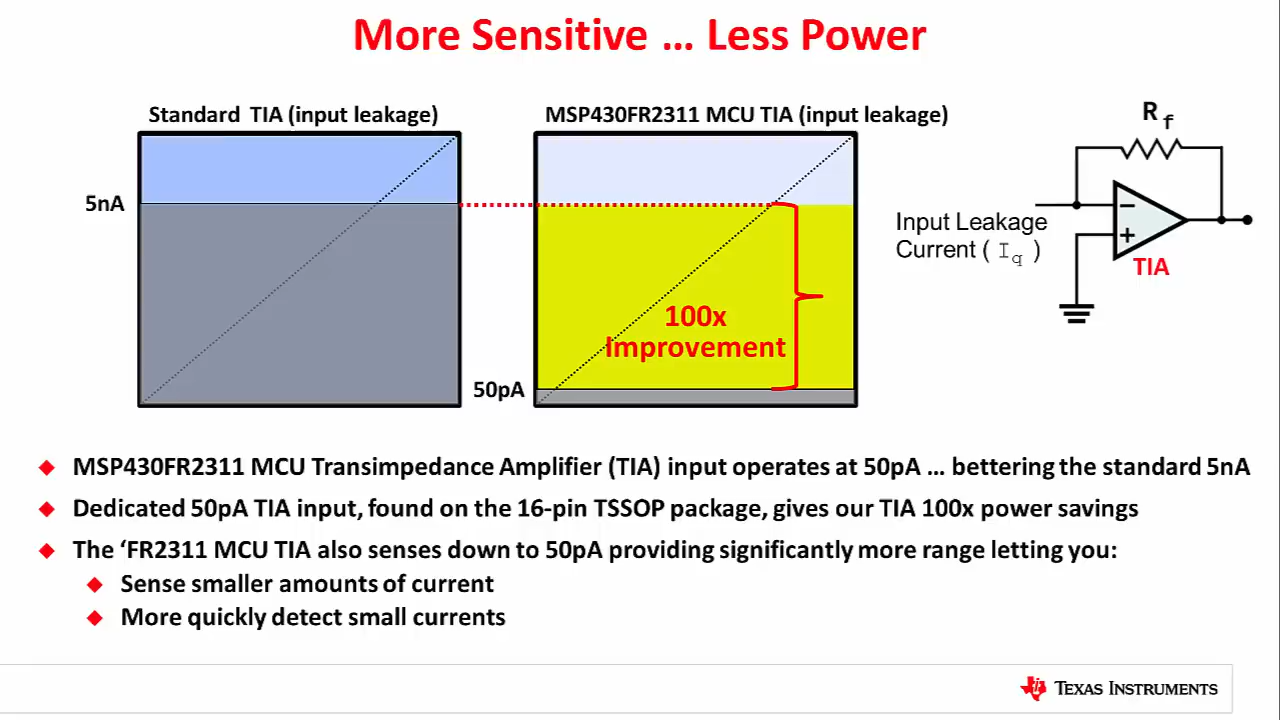 More Sensitive … Less Power
Standard TIA (input leakage)
MSP430FR2311 MCU TIA (input leakage)
5nA
50pA
100x
Improvement
R f
Input Leakage
Current ( Iq )
TIA
MSP430FR2311 MCU Transimpedance Amplifier (TIA) input operates at 50pA … bettering the standard 5nA
Dedicated 50pA TIA input, found on the 16-pin TSSOP package, gives our TIA 100x power savings
The ‘FR2311 MCU TIA also senses down to 50pA providing significantly more range letting you:
Sense smaller amounts of current
More quickly detect small currents
TEXAS INSTRUMENTS